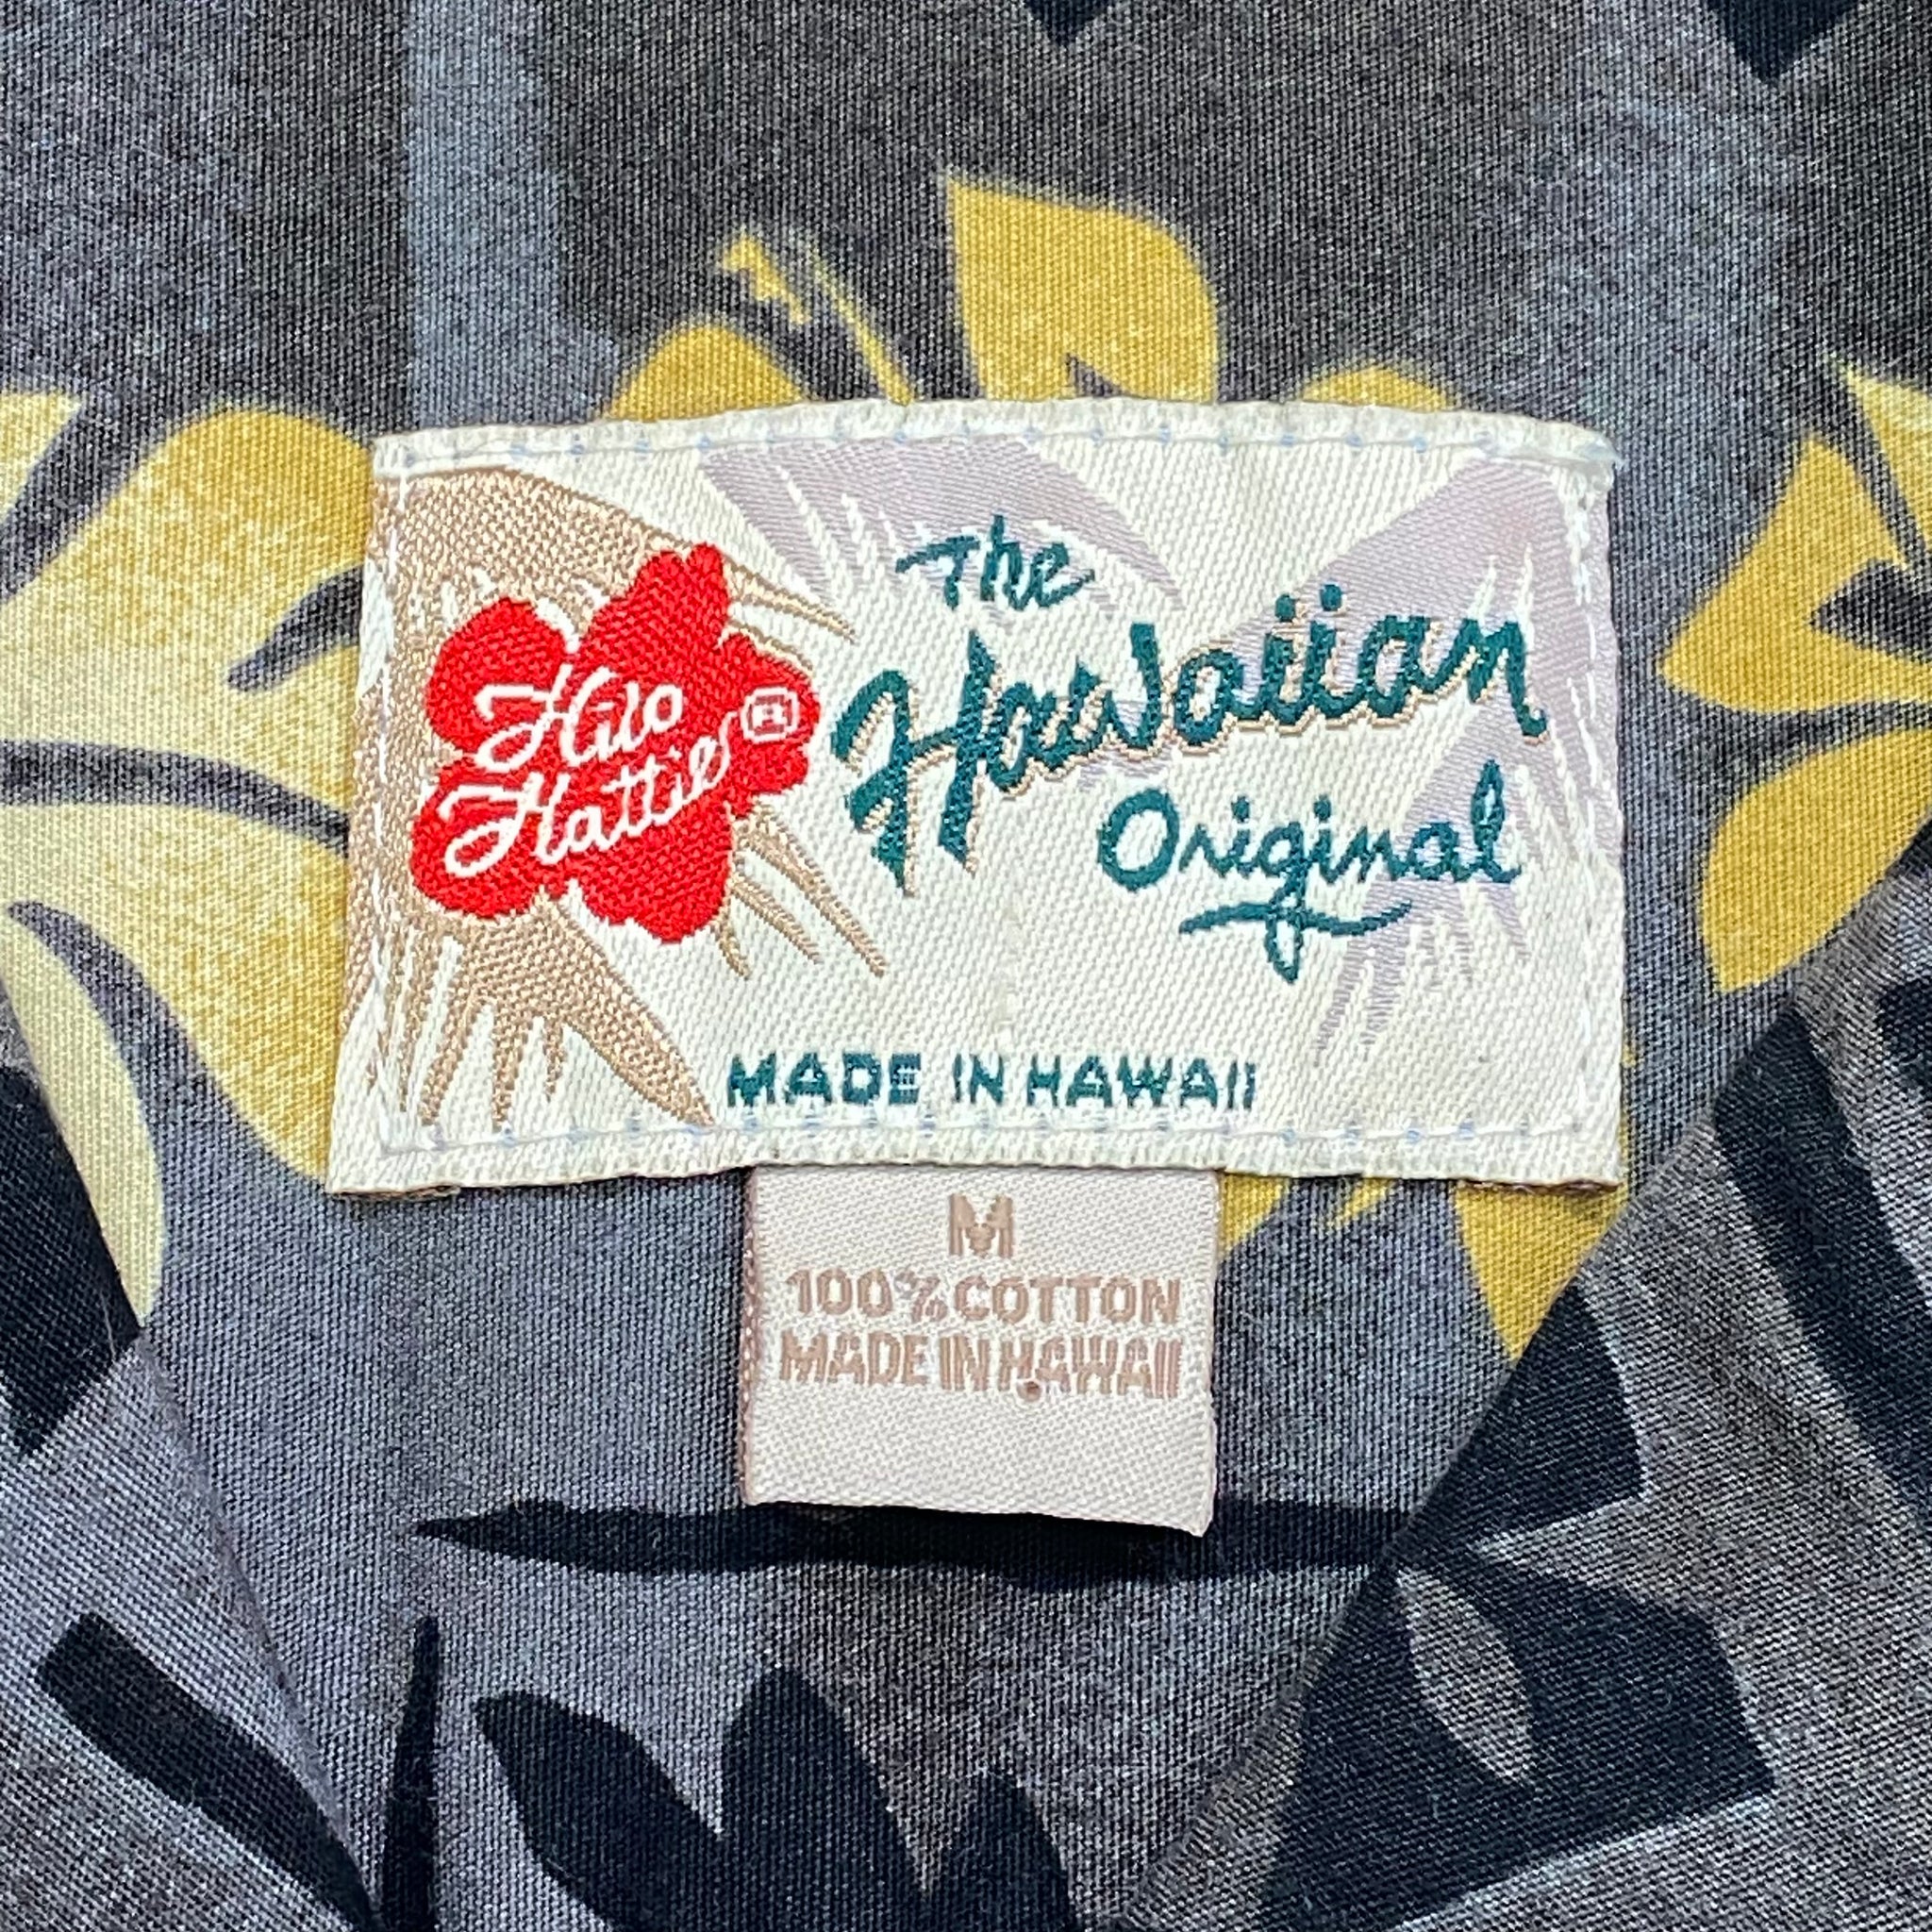 Hilo
Hattie®
The
Hawaiian
Original
MADE IN HAWAII
M
100% COTTON
MADE IN HAWAII